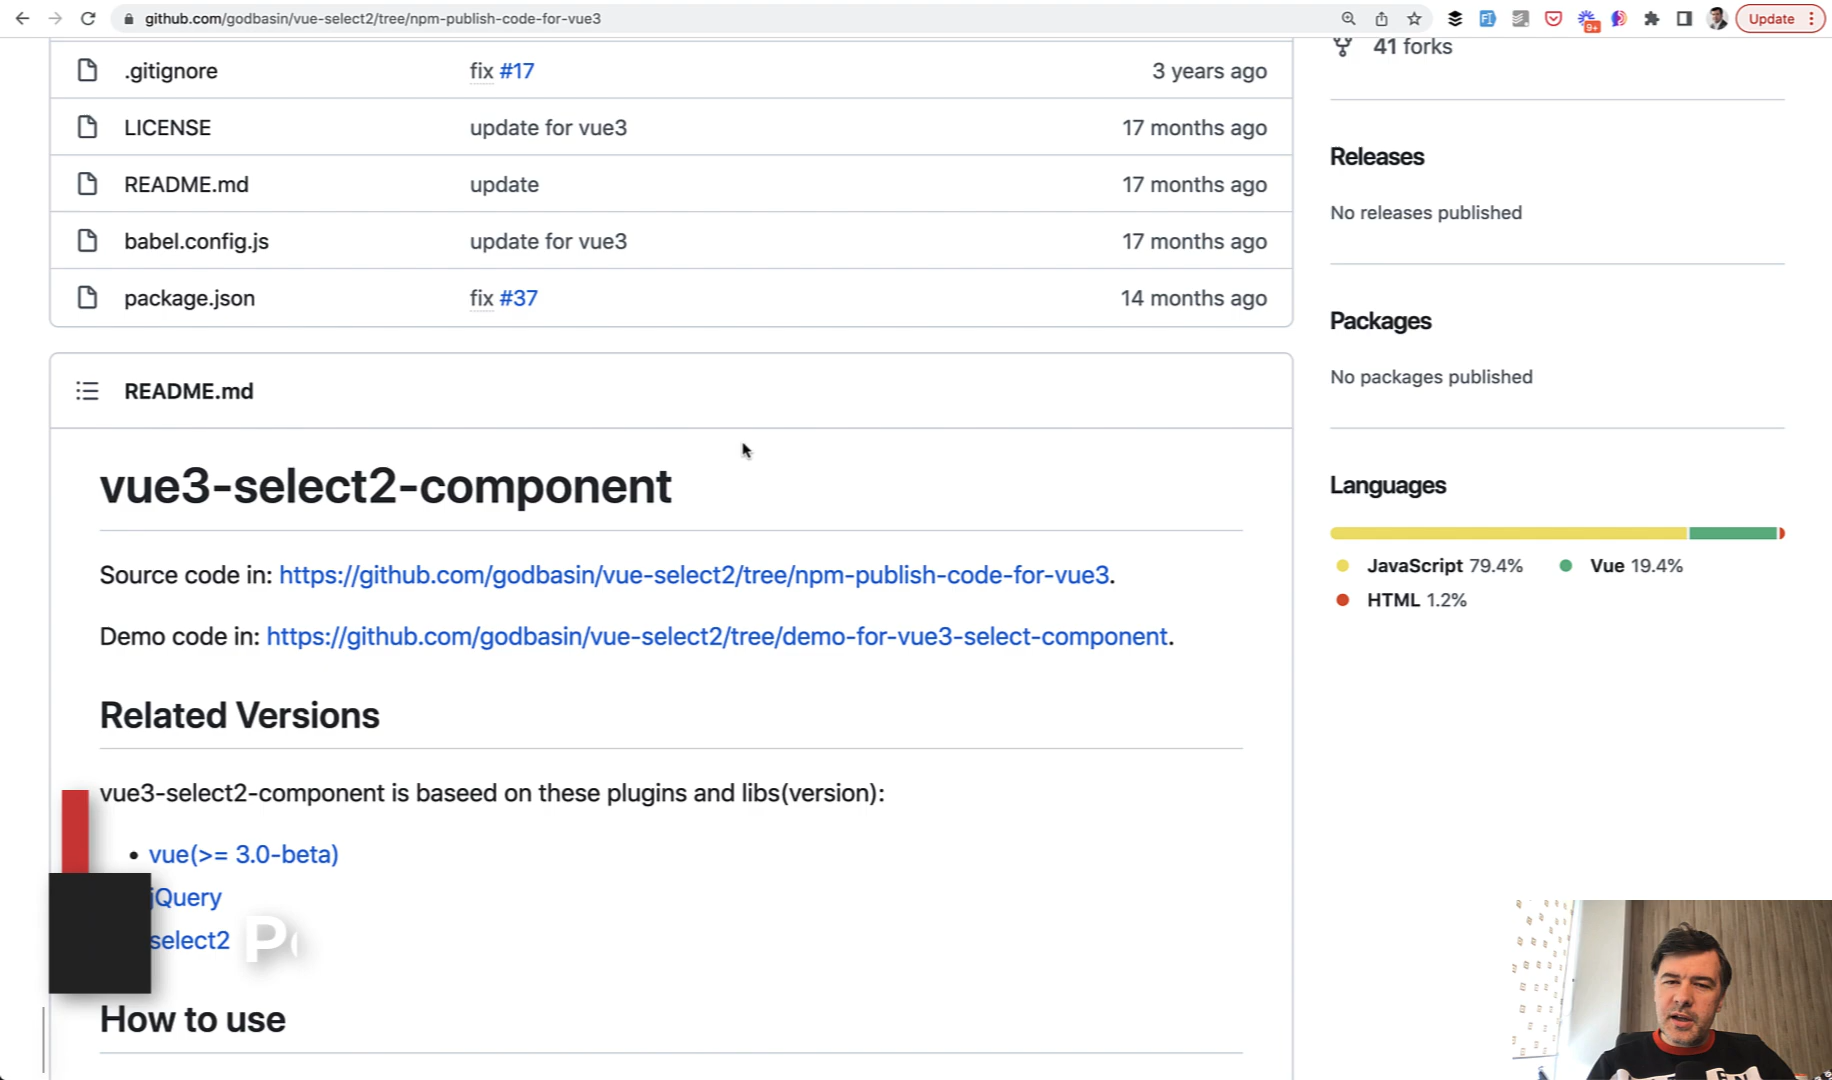 github.com/godbasin/vue-select2/tree/npm-publish-code-for-vue3
9+
Update
41 forks
.gitignore
fix #17
3 years ago
LICENSE
update for vue3
17 months ago
README.md
update
17 months ago
babel.config.js
update for vue3
17 months ago
package.json
fix #37
14 months ago
Releases
No releases published
Packages
No packages published
Languages
JavaScript 79.4%
Vue 19.4%
HTML 1.2%
README.md
vue3-select2-component
Source code in: https://github.com/godbasin/vue-select2/tree/npm-publish-code-for-vue3.
Demo code in: https://github.com/godbasin/vue-select2/tree/demo-for-vue3-select-component.
Related Versions
vue3-select2-component is baseed on these plugins and libs(version):
• vue(>= 3.0-beta)
jQuery
select2
How to use